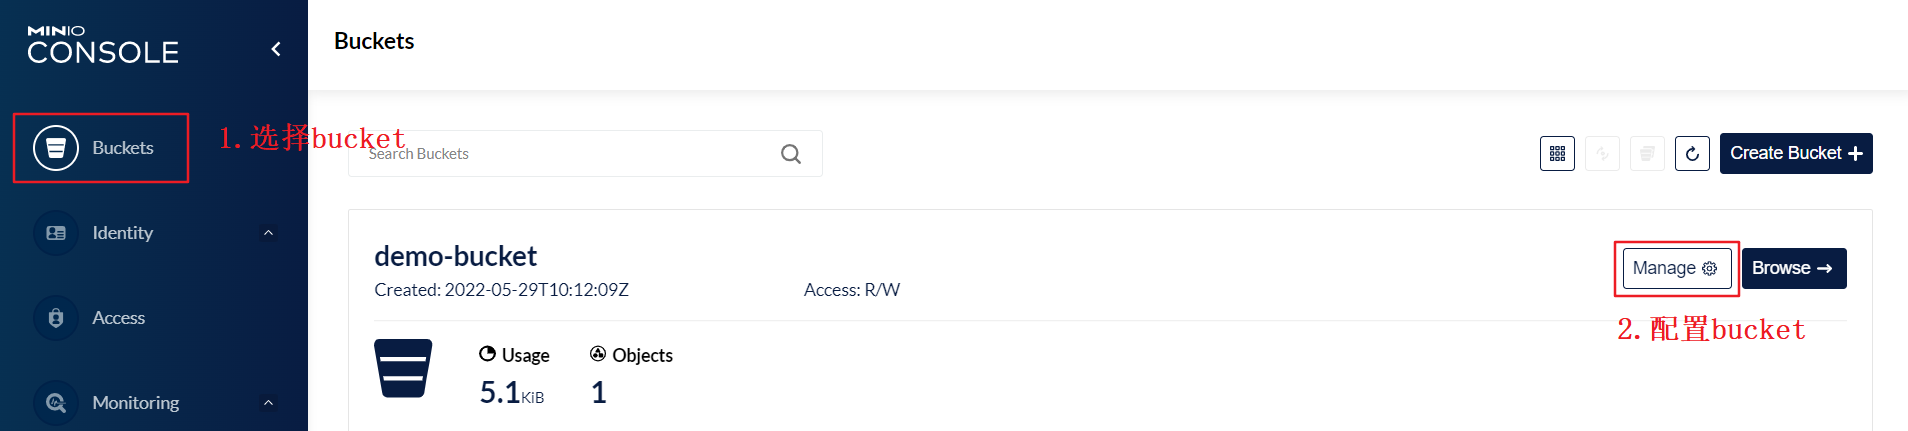 MINIO
CONSOLE
Buckets
Buckets
1.选择bucket
Search Buckets
Create Bucket
Identity
demo-bucket
Manage
Browse
Created: 2022-05-29T10:12:09Z
Access: R/W
Access
2.配置bucket
Usage
Objects
5.1KiB
1
Monitoring